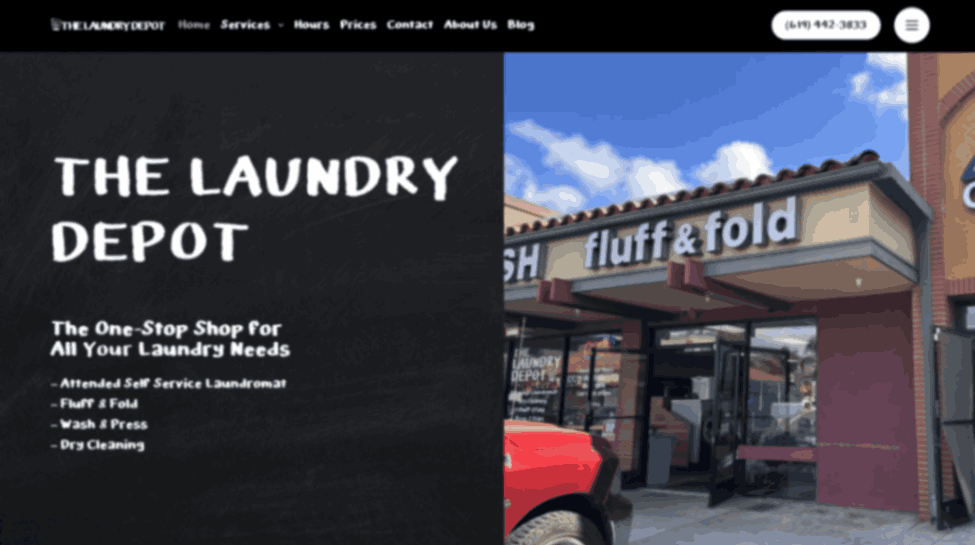 THE LAUNDRY DEPOT Home Services Hours Prices Contact About Us Blog (619) 442-3833
THE LAUNDRY
DEPOT
The One-Stop Shop for
All Your Laundry Needs
- Attended Self Service Laundromat
- Fluff & Fold
- Wash & Press
- Dry Cleaning
SH fluff & fold
THE
LAUNDRY
DEPOT